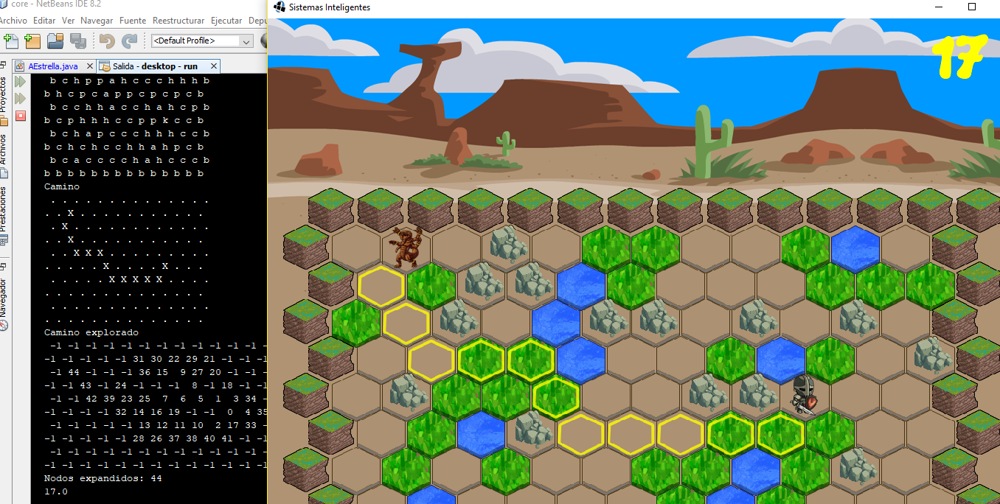 core - NetBeans IDE 8.2
Archivo Editar Ver Navegar Fuente Reestructurar Ejecutar Depu
<Default Profile>
AEstrella.java
Salida - desktop - run
Proyectos
Archivos
Prestaciones
Navegador
b c h p p a h c c c h h h b
b h c p c a p p c p c p c b
b c c h h a c c h a h c p b
b c p h h h c c p p k c c b
b c h a p c c c h h h c c b
b c h c h c c h h a h p c b
b c a c c c c h a h c c c b
b b b b b b b b b b b b b b
Camino
. . . . . . . . . . . . . .
. . x . . . . . . . . . . .
. x . . . . . . . . . . . .
. . x . . . . . . . . . . .
. . x x x . . . . . . . . .
. . . . . x . . . . x . . .
. . . . . x x x x x . . . .
. . . . . . . . . . . . . .
. . . . . . . . . . . . . .
. . . . . . . . . . . . . .
Camino explorado
-1 -1 -1 -1 -1 -1 -1 -1 -1 -1 -1 -1 -
-1 -1 -1 -1 -1 31 30 22 29 21 -1 -1 -1
-1 44 -1 -1 -1 36 15 9 27 20 -1 -1 -
-1 -1 43 -1 24 -1 -1 -1 8 -1 18 -1 -1
-1 -1 42 39 23 25 7 6 5 1 3 34 -
-1 -1 -1 -1 32 14 16 19 -1 -1 0 4 35
-1 -1 -1 -1 -1 13 12 11 10 2 17 33 -
-1 -1 -1 -1 -1 28 26 37 38 40 41 -1 -1
-1 -1 -1 -1 -1 -1 -1 -1 -1 -1 -1 -1 -
-1 -1 -1 -1 -1 -1 -1 -1 -1 -1 -1 -1 -1
Nodos expandidos: 44
17.0
Sistemas Inteligentes
17